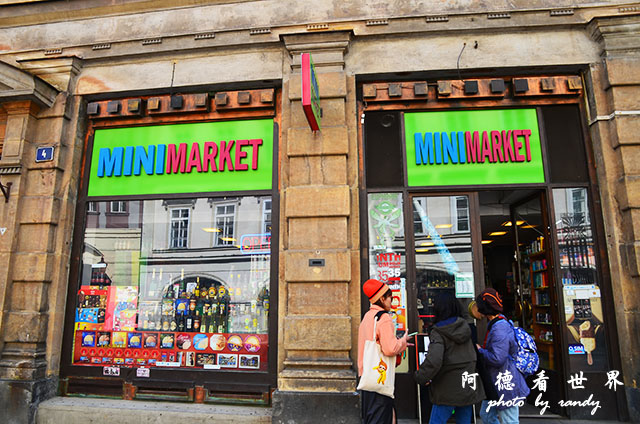 MINIMARKET
MINIMARKET
4
阿德看世界
photo by randy